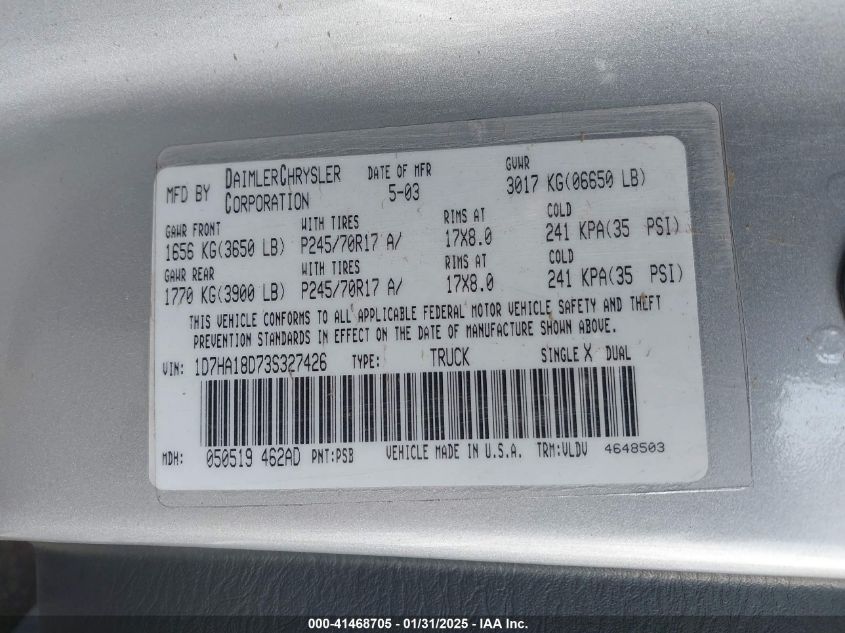 MFD BY DAIMLERCHRYSLER CORPORATION DATE OF MFR 5-03 GVWR 3017 KG(06650 LB)
GAWR FRONT WITH TIRES RIMS AT COLD
1656 KG(3650 LB) P245/70R17 A/ 17X8.0 241 KPA(35 PSI)
GAWR REAR WITH TIRES RIMS AT COLD
1770 KG(3900 LB) P245/70R17 A/ 17X8.0 241 KPA(35 PSI)
THIS VEHICLE CONFORMS TO ALL APPLICABLE FEDERAL MOTOR VEHICLE SAFETY AND THEFT
PREVENTION STANDARDS IN EFFECT ON THE DATE OF MANUFACTURE SHOWN ABOVE.
VIN: 1D7HA18D73S327426 TYPE: TRUCK SINGLE X DUAL
MDH: 050519 462AD PNT:PSB VEHICLE MADE IN U.S.A. TRM:VLDV 4648503
000-41468705 - 01/31/2025 - © IAA Inc.